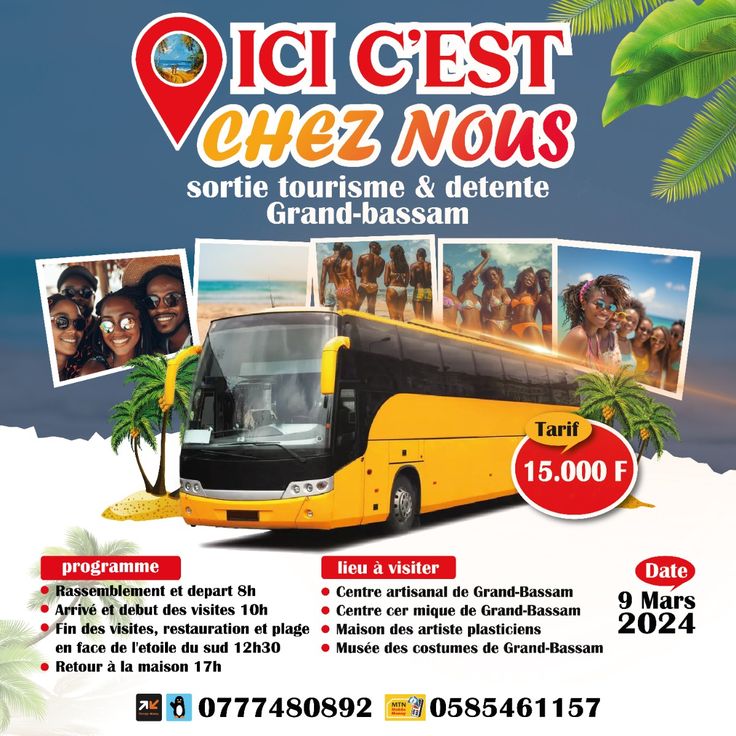 ICI C'EST
CHEZ NOUS
sortie tourisme & detente
Grand-bassam
Tarif
15.000 F
programme
Rassemblement et depart 8h
Arrivé et debut des visites 10h
Fin des visites, restauration et plage
en face de l'etoile du sud 12h30
Retour à la maison 17h
lieu à visiter
Centre artisanal de Grand-Bassam
Centre cer mique de Grand-Bassam
Maison des artiste plasticiens
Musée des costumes de Grand-Bassam
Date
9 Mars
2024
0777480892
MTN
Mobile
Money
0585461157